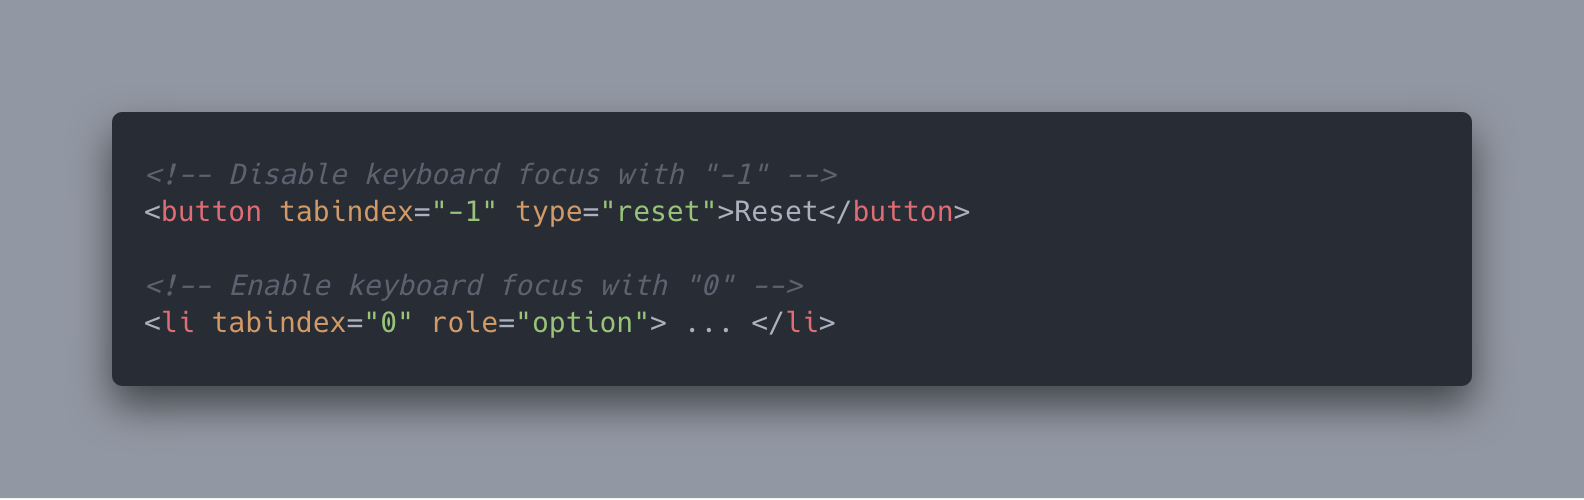 <!-- Disable keyboard focus with "-1" -->
<button tabindex="-1" type="reset">Reset</button>
<!-- Enable keyboard focus with "0" -->
<li tabindex="0" role="option"> ... </li>